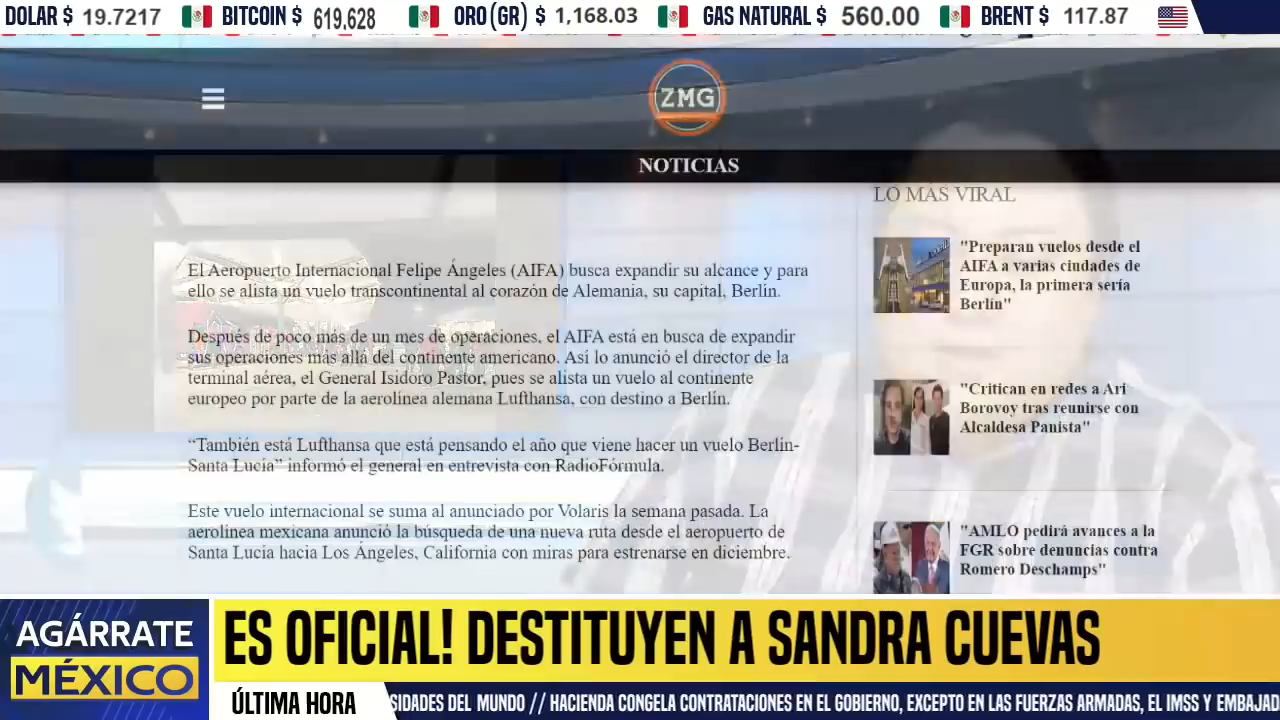 DOLAR $ 19.7217 BITCOIN $ 619,628 ORO(GR) $ 1,168.03 GAS NATURAL $ 560.00 BRENT $ 117.87
ZMG
NOTICIAS
El Aeropuerto Internacional Felipe Ángeles (AIFA) busca expandir su alcance y para
ello se alista un vuelo transcontinental al corazón de Alemania, su capital, Berlín.
Después de poco más de un mes de operaciones, el AIFA está en busca de expandir
sus operaciones más allá del continente americano. Así lo anunció el director de la
terminal aérea, el General Isidoro Pastor, pues se alista un vuelo al continente
europeo por parte de la aerolínea alemana Lufthansa, con destino a Berlín.
“También está Lufthansa que está pensando el año que viene hacer un vuelo Berlín-
Santa Lucía” informó el general en entrevista con RadioFórmula.
Este vuelo internacional se suma al anunciado por Volaris la semana pasada. La
aerolínea mexicana anunció la búsqueda de una nueva ruta desde el aeropuerto de
Santa Lucía hacia Los Ángeles, California con miras para estrenarse en diciembre.
LO MÁS VIRAL
"Preparan vuelos desde el
AIFA a varias ciudades de
Europa, la primera sería
Berlín"
"Critican en redes a Ari
Borovoy tras reunirse con
Alcaldesa Panista"
"AMLO pedirá avances a la
FGR sobre denuncias contra
Romero Deschamps"
AGÁRRATE
MÉXICO
ES OFICIAL! DESTITUYEN A SANDRA CUEVAS
ÚLTIMA HORA
SIDADES DEL MUNDO // HACIENDA CONGELA CONTRATACIONES EN EL GOBIERNO, EXCEPTO EN LAS FUERZAS ARMADAS, EL IMSS Y EMBAJAD